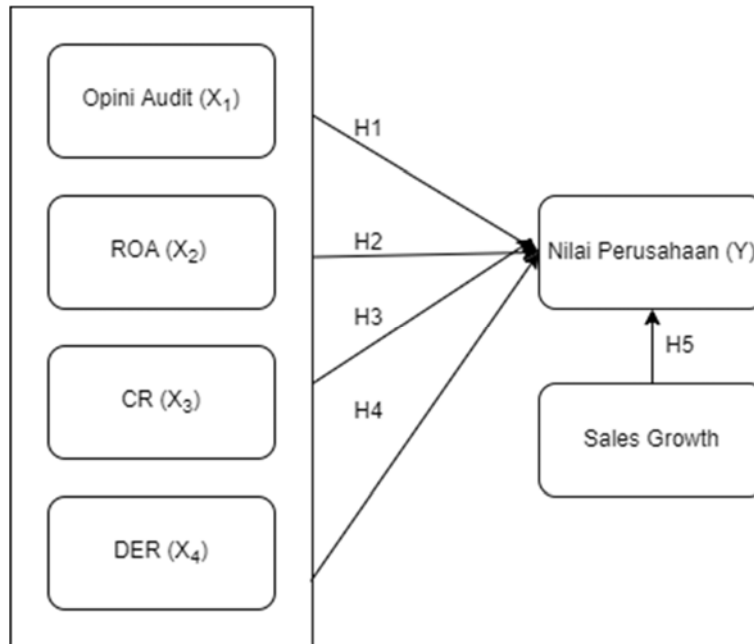 Opini Audit (X₁)
H1
ROA (X₂)
H2
Nilai Perusahaan (Y)
H3
H5
CR (X₃)
H4
Sales Growth
DER (X₄)